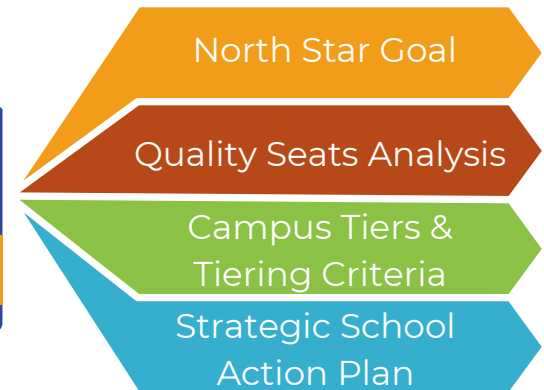 North Star Goal
Quality Seats Analysis
Campus Tiers &
Tiering Criteria
Strategic School
Action Plan